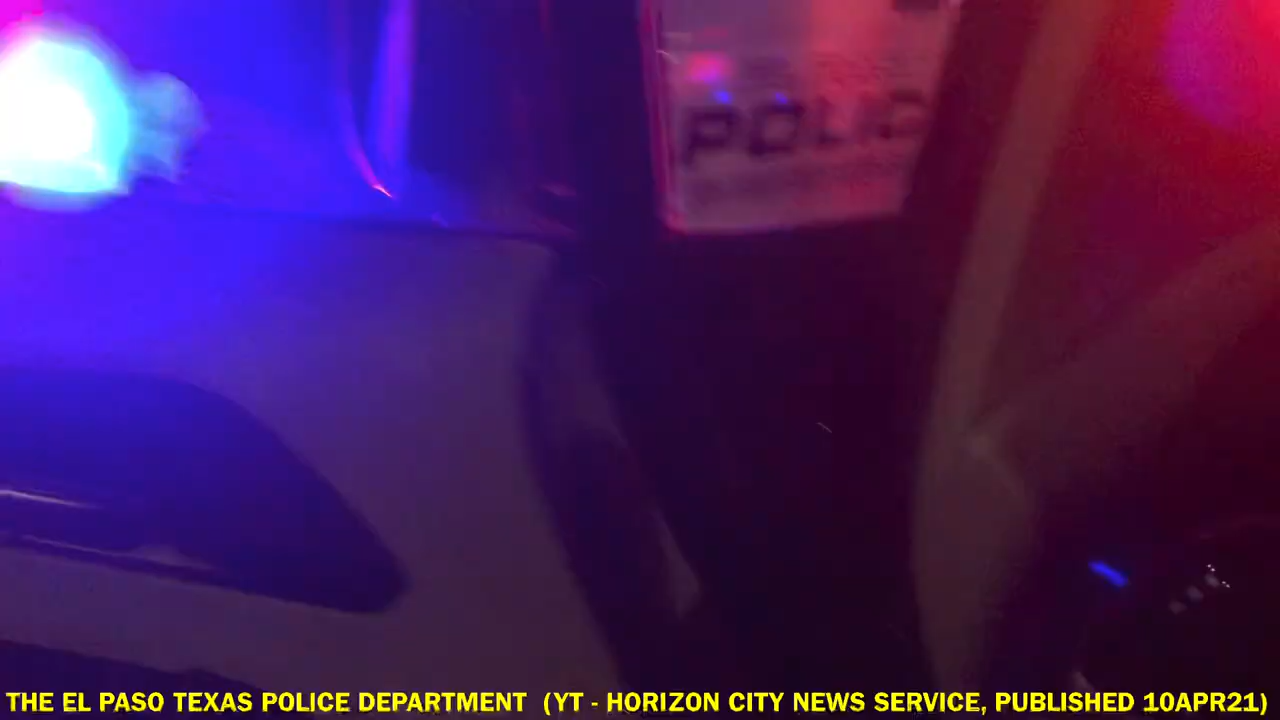 POLICE
THE EL PASO TEXAS POLICE DEPARTMENT (YT - HORIZON CITY NEWS SERVICE, PUBLISHED 10APR21)